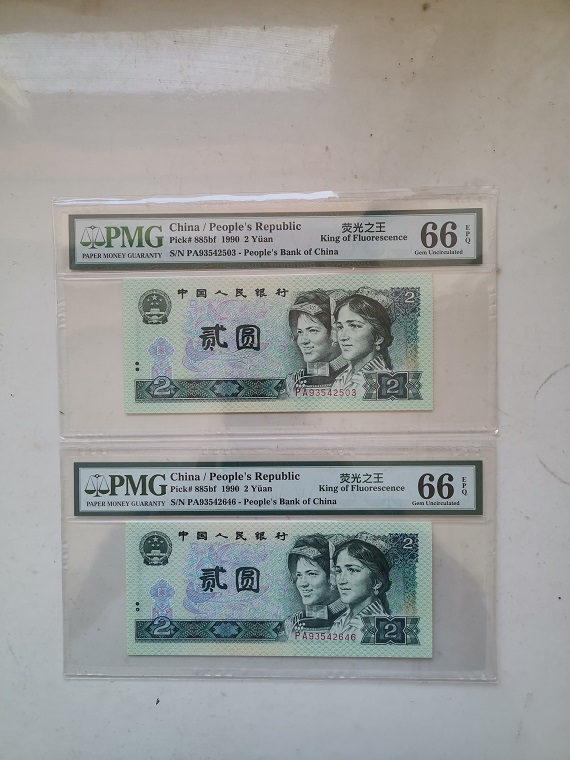 PMG
PAPER MONEY GUARANTY
China / People's Republic
Pick# 885bf 1990 2 Yüan
S/N PA93542503 - People's Bank of China
荧光之王
King of Fluorescence
66
EPQ
Gem Uncirculated
中国人民银行
2
贰圆
2
PA93542503
2
PMG
PAPER MONEY GUARANTY
China / People's Republic
Pick# 885bf 1990 2 Yüan
S/N PA93542646 - People's Bank of China
荧光之王
King of Fluorescence
66
EPQ
Gem Uncirculated
中国人民银行
2
贰圆
2
PA93542646
2